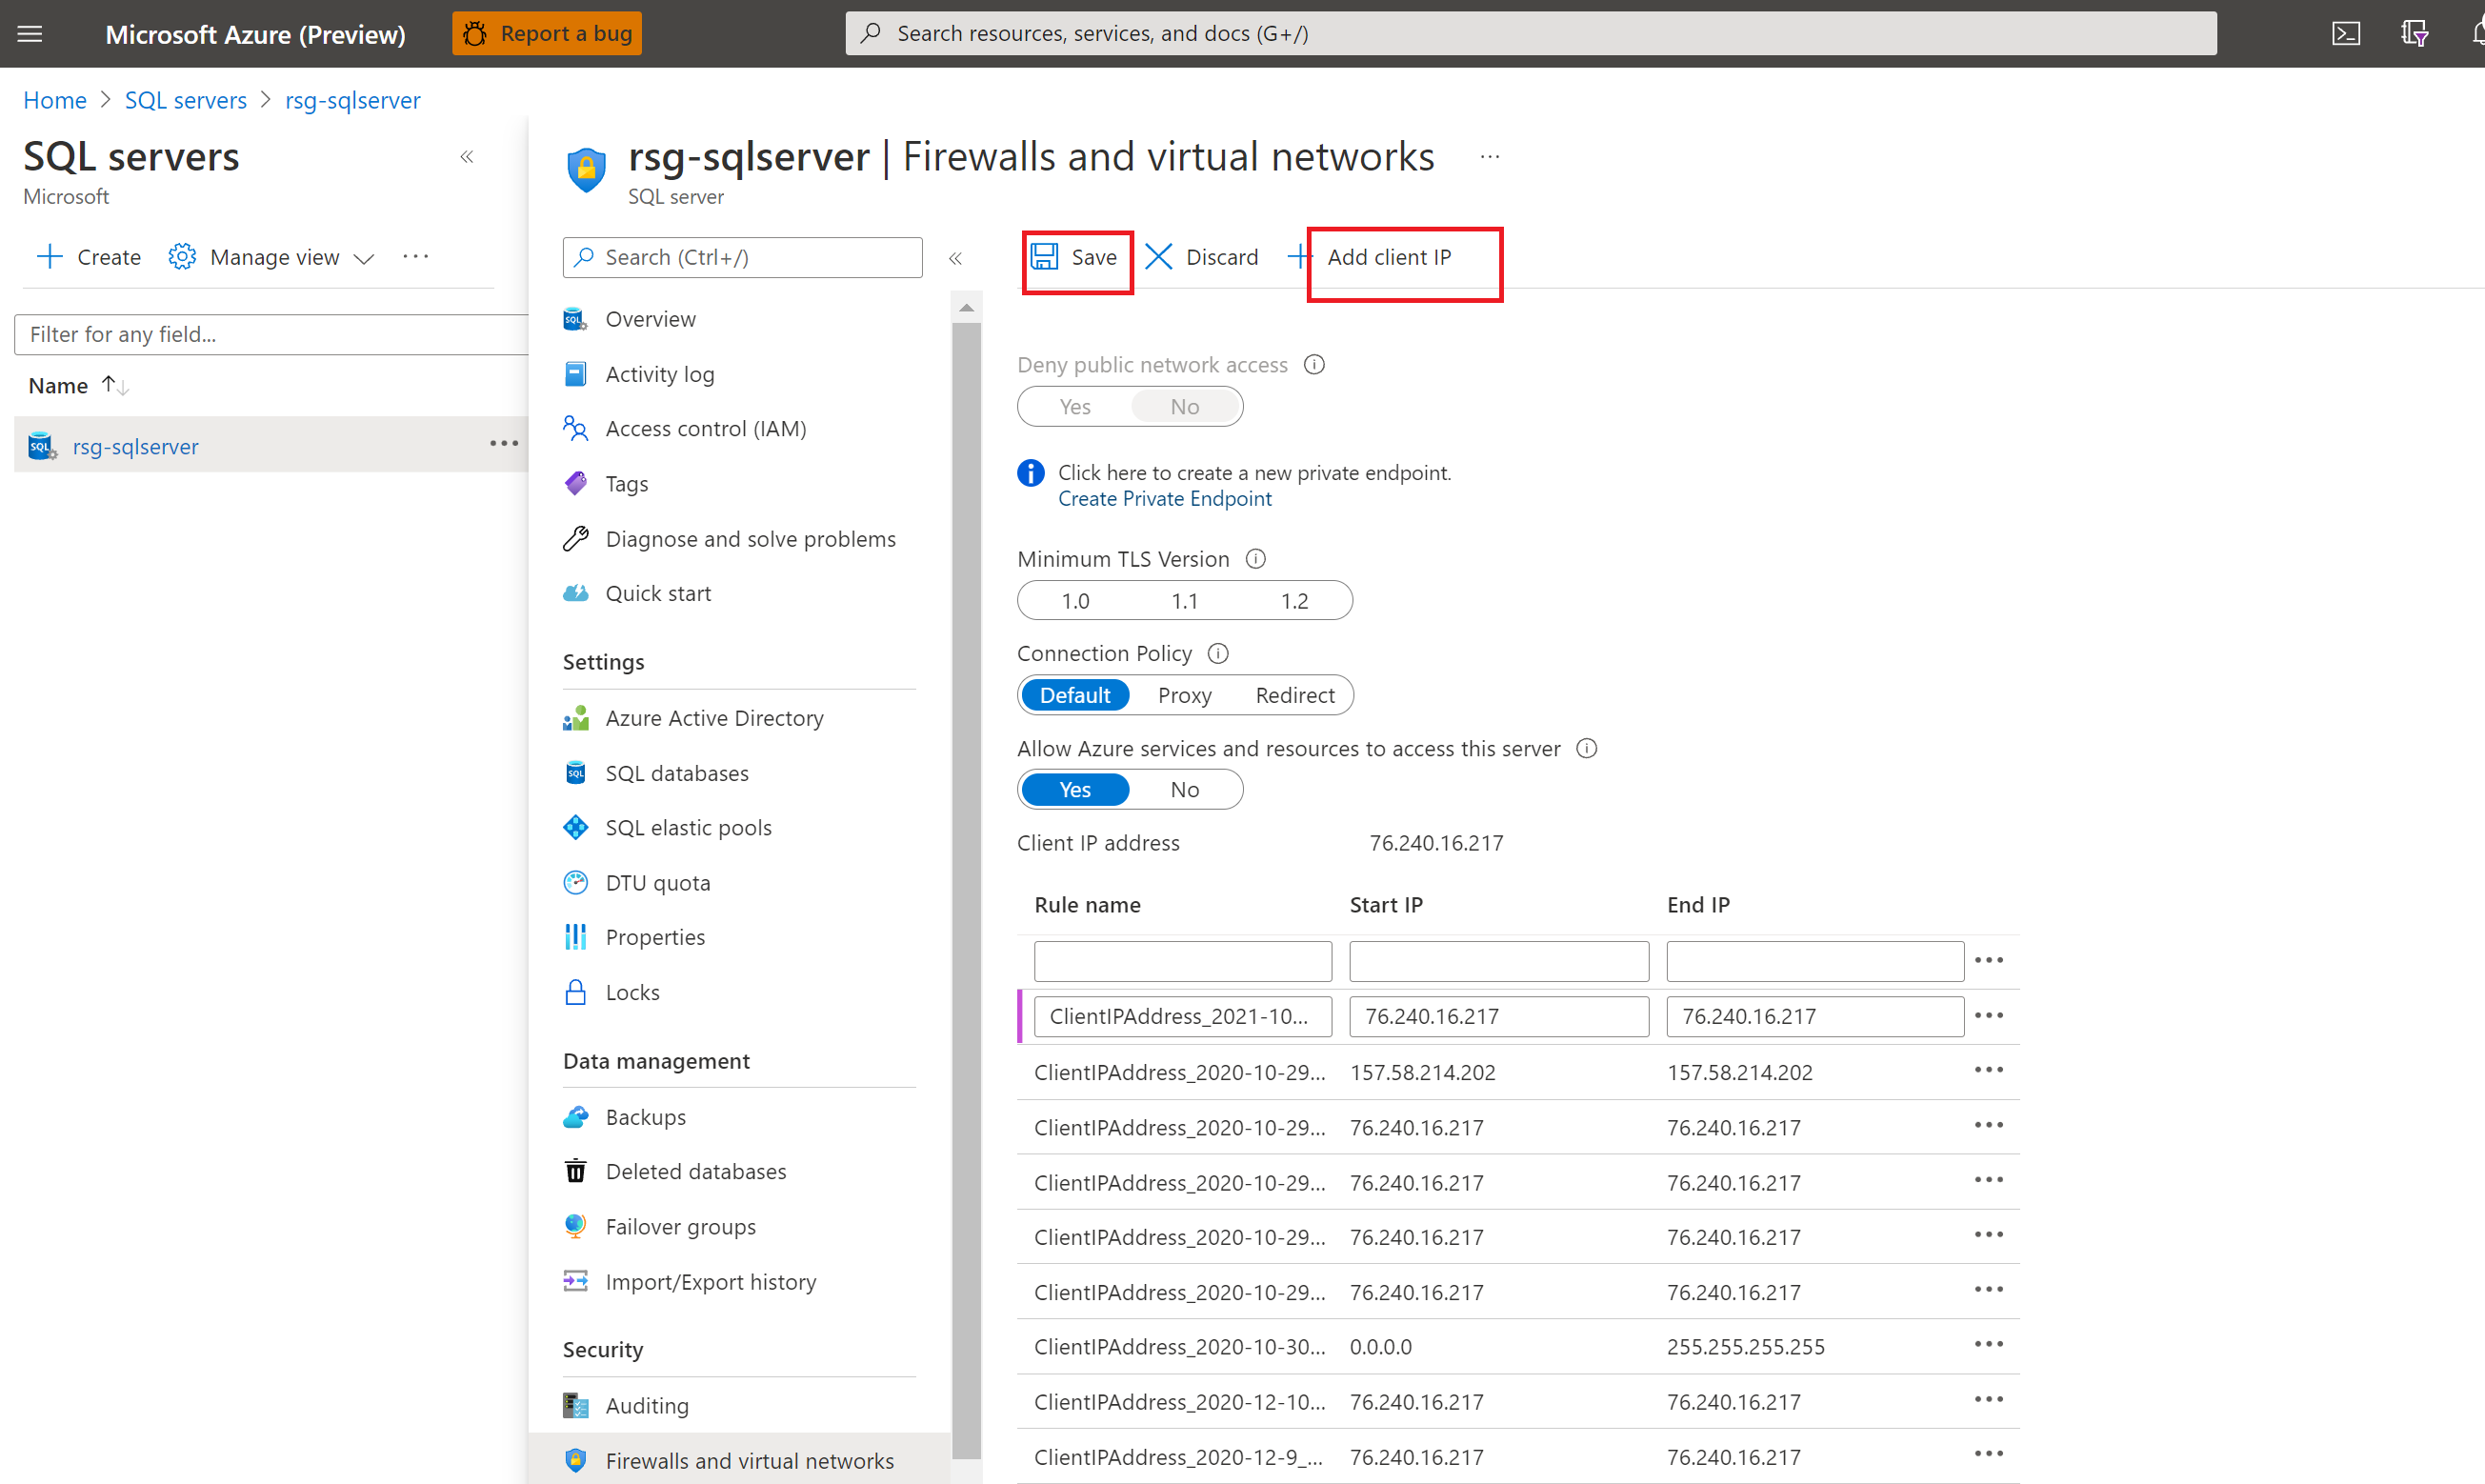 Microsoft Azure (Preview)
Report a bug
Search resources, services, and docs (G+/)
Home > SQL servers > rsg-sqlserver
SQL servers
Microsoft
Create
Manage view
...
Filter for any field...
Name
rsg-sqlserver
...
rsg-sqlserver | Firewalls and virtual networks
...
SQL server
Search (Ctrl+/)
Overview
Activity log
Access control (IAM)
Tags
Diagnose and solve problems
Quick start
Settings
Azure Active Directory
SQL databases
SQL elastic pools
DTU quota
Properties
Locks
Data management
Backups
Deleted databases
Failover groups
Import/Export history
Security
Auditing
Firewalls and virtual networks
Save
Discard
Add client IP
Deny public network access
Yes No
Click here to create a new private endpoint.
Create Private Endpoint
Minimum TLS Version
1.0 1.1 1.2
Connection Policy
Default Proxy Redirect
Allow Azure services and resources to access this server
Yes No
Client IP address 76.240.16.217
Rule name Start IP End IP
ClientIPAddress_2021-10... 76.240.16.217 76.240.16.217
ClientIPAddress_2020-10-29... 157.58.214.202 157.58.214.202
ClientIPAddress_2020-10-29... 76.240.16.217 76.240.16.217
ClientIPAddress_2020-10-29... 76.240.16.217 76.240.16.217
ClientIPAddress_2020-10-29... 76.240.16.217 76.240.16.217
ClientIPAddress_2020-10-29... 76.240.16.217 76.240.16.217
ClientIPAddress_2020-10-30... 0.0.0.0 255.255.255.255
ClientIPAddress_2020-12-10... 76.240.16.217 76.240.16.217
ClientIPAddress_2020-12-9_... 76.240.16.217 76.240.16.217